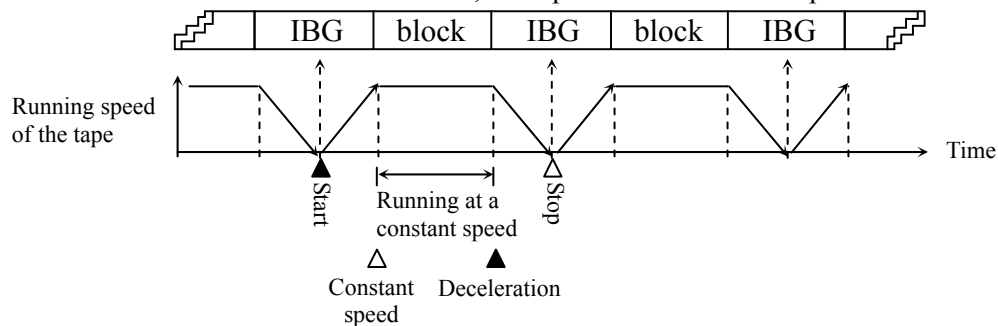 IBG block IBG block IBG
Running speed
of the tape
Time
Start
Stop
Running at a
constant speed
Constant
speed
Deceleration